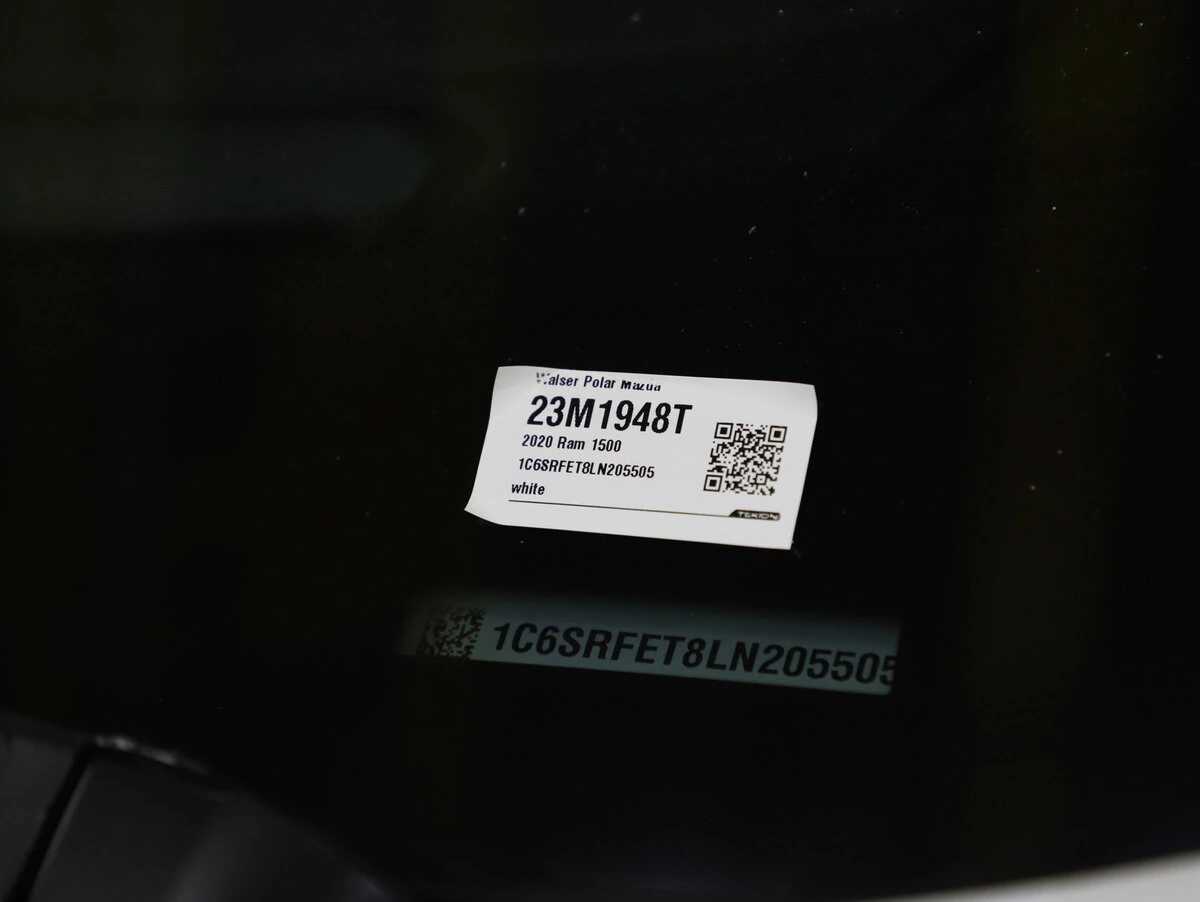 Walser Polar Mazda
23M1948T
2020 Ram 1500
1C6SRFET8LN205505
white
TEKION
1C6SRFET8LN205505